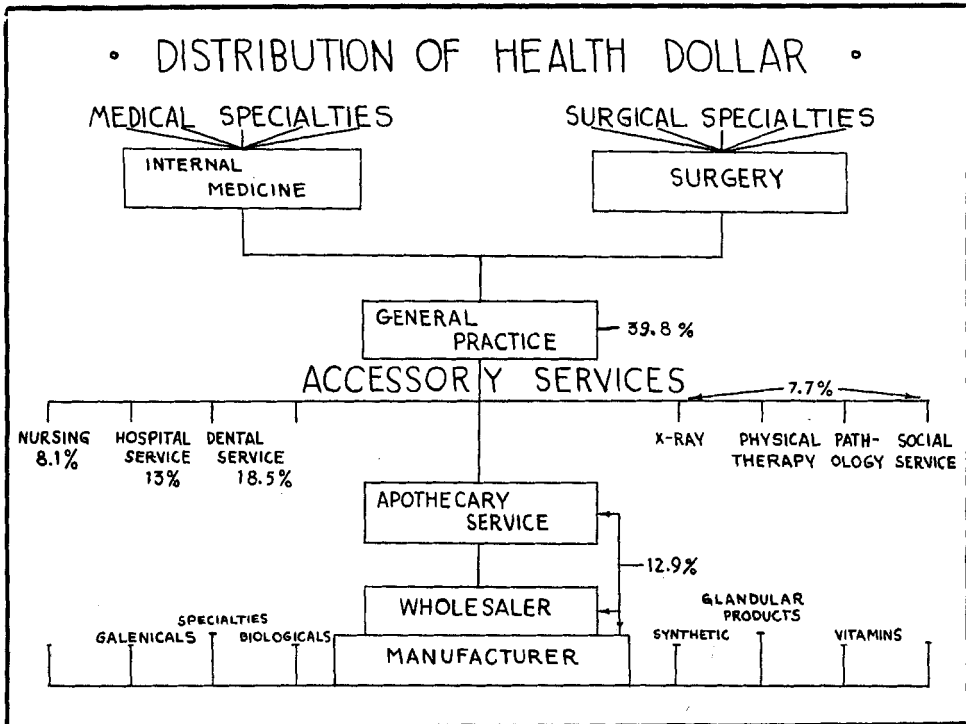 • DISTRIBUTION OF HEALTH DOLLAR •
MEDICAL SPECIALTIES
SURGICAL SPECIALTIES
INTERNAL
MEDICINE
SURGERY
GENERAL
PRACTICE
39.8%
ACCESSORY SERVICES
7.7%
NURSING
8.1%
HOSPITAL
SERVICE
13%
DENTAL
SERVICE
18.5%
X-RAY
PHYSICAL
THERAPY
PATH-
OLOGY
SOCIAL
SERVICE
APOTHECARY
SERVICE
12.9%
WHOLESALER
MANUFACTURER
GALENICALS
SPECIALTIES
BIOLOGICALS
SYNTHETIC
GLANDULAR
PRODUCTS
VITAMINS